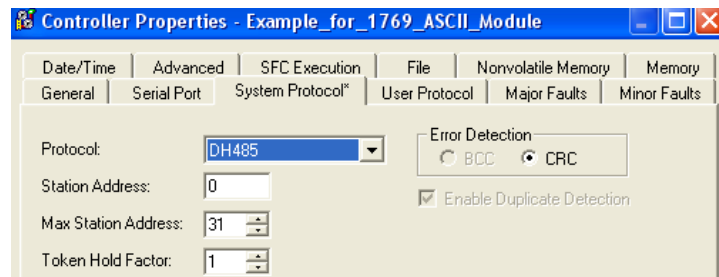 Controller Properties - Example_for_1769_ASCII_Module
Date/Time Advanced SFC Execution File Nonvolatile Memory Memory
General Serial Port System Protocol* User Protocol Major Faults Minor Faults
Protocol: DH485
Station Address: 0
Max Station Address: 31
Token Hold Factor: 1
Error Detection
BCC CRC
Enable Duplicate Detection